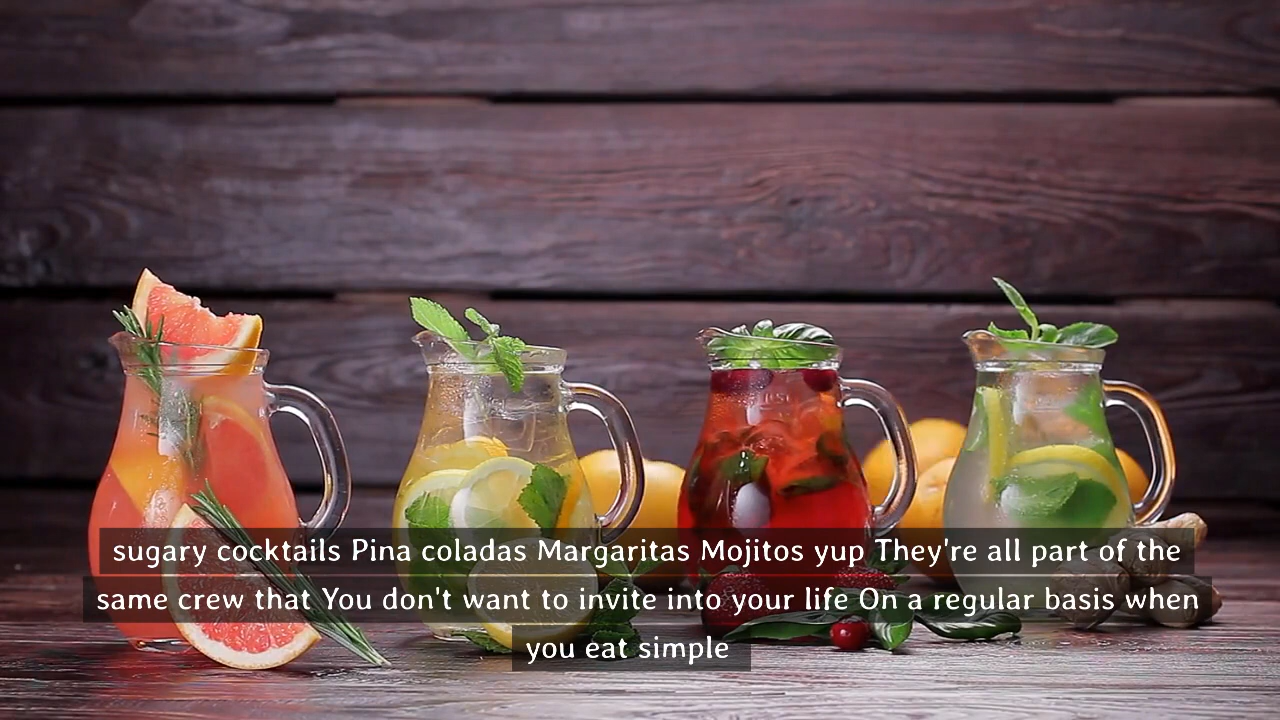 sugary cocktails Pina coladas Margaritas Mojitos yup They're all part of the
same crew that You don't want to invite into your life On a regular basis when
you eat simple